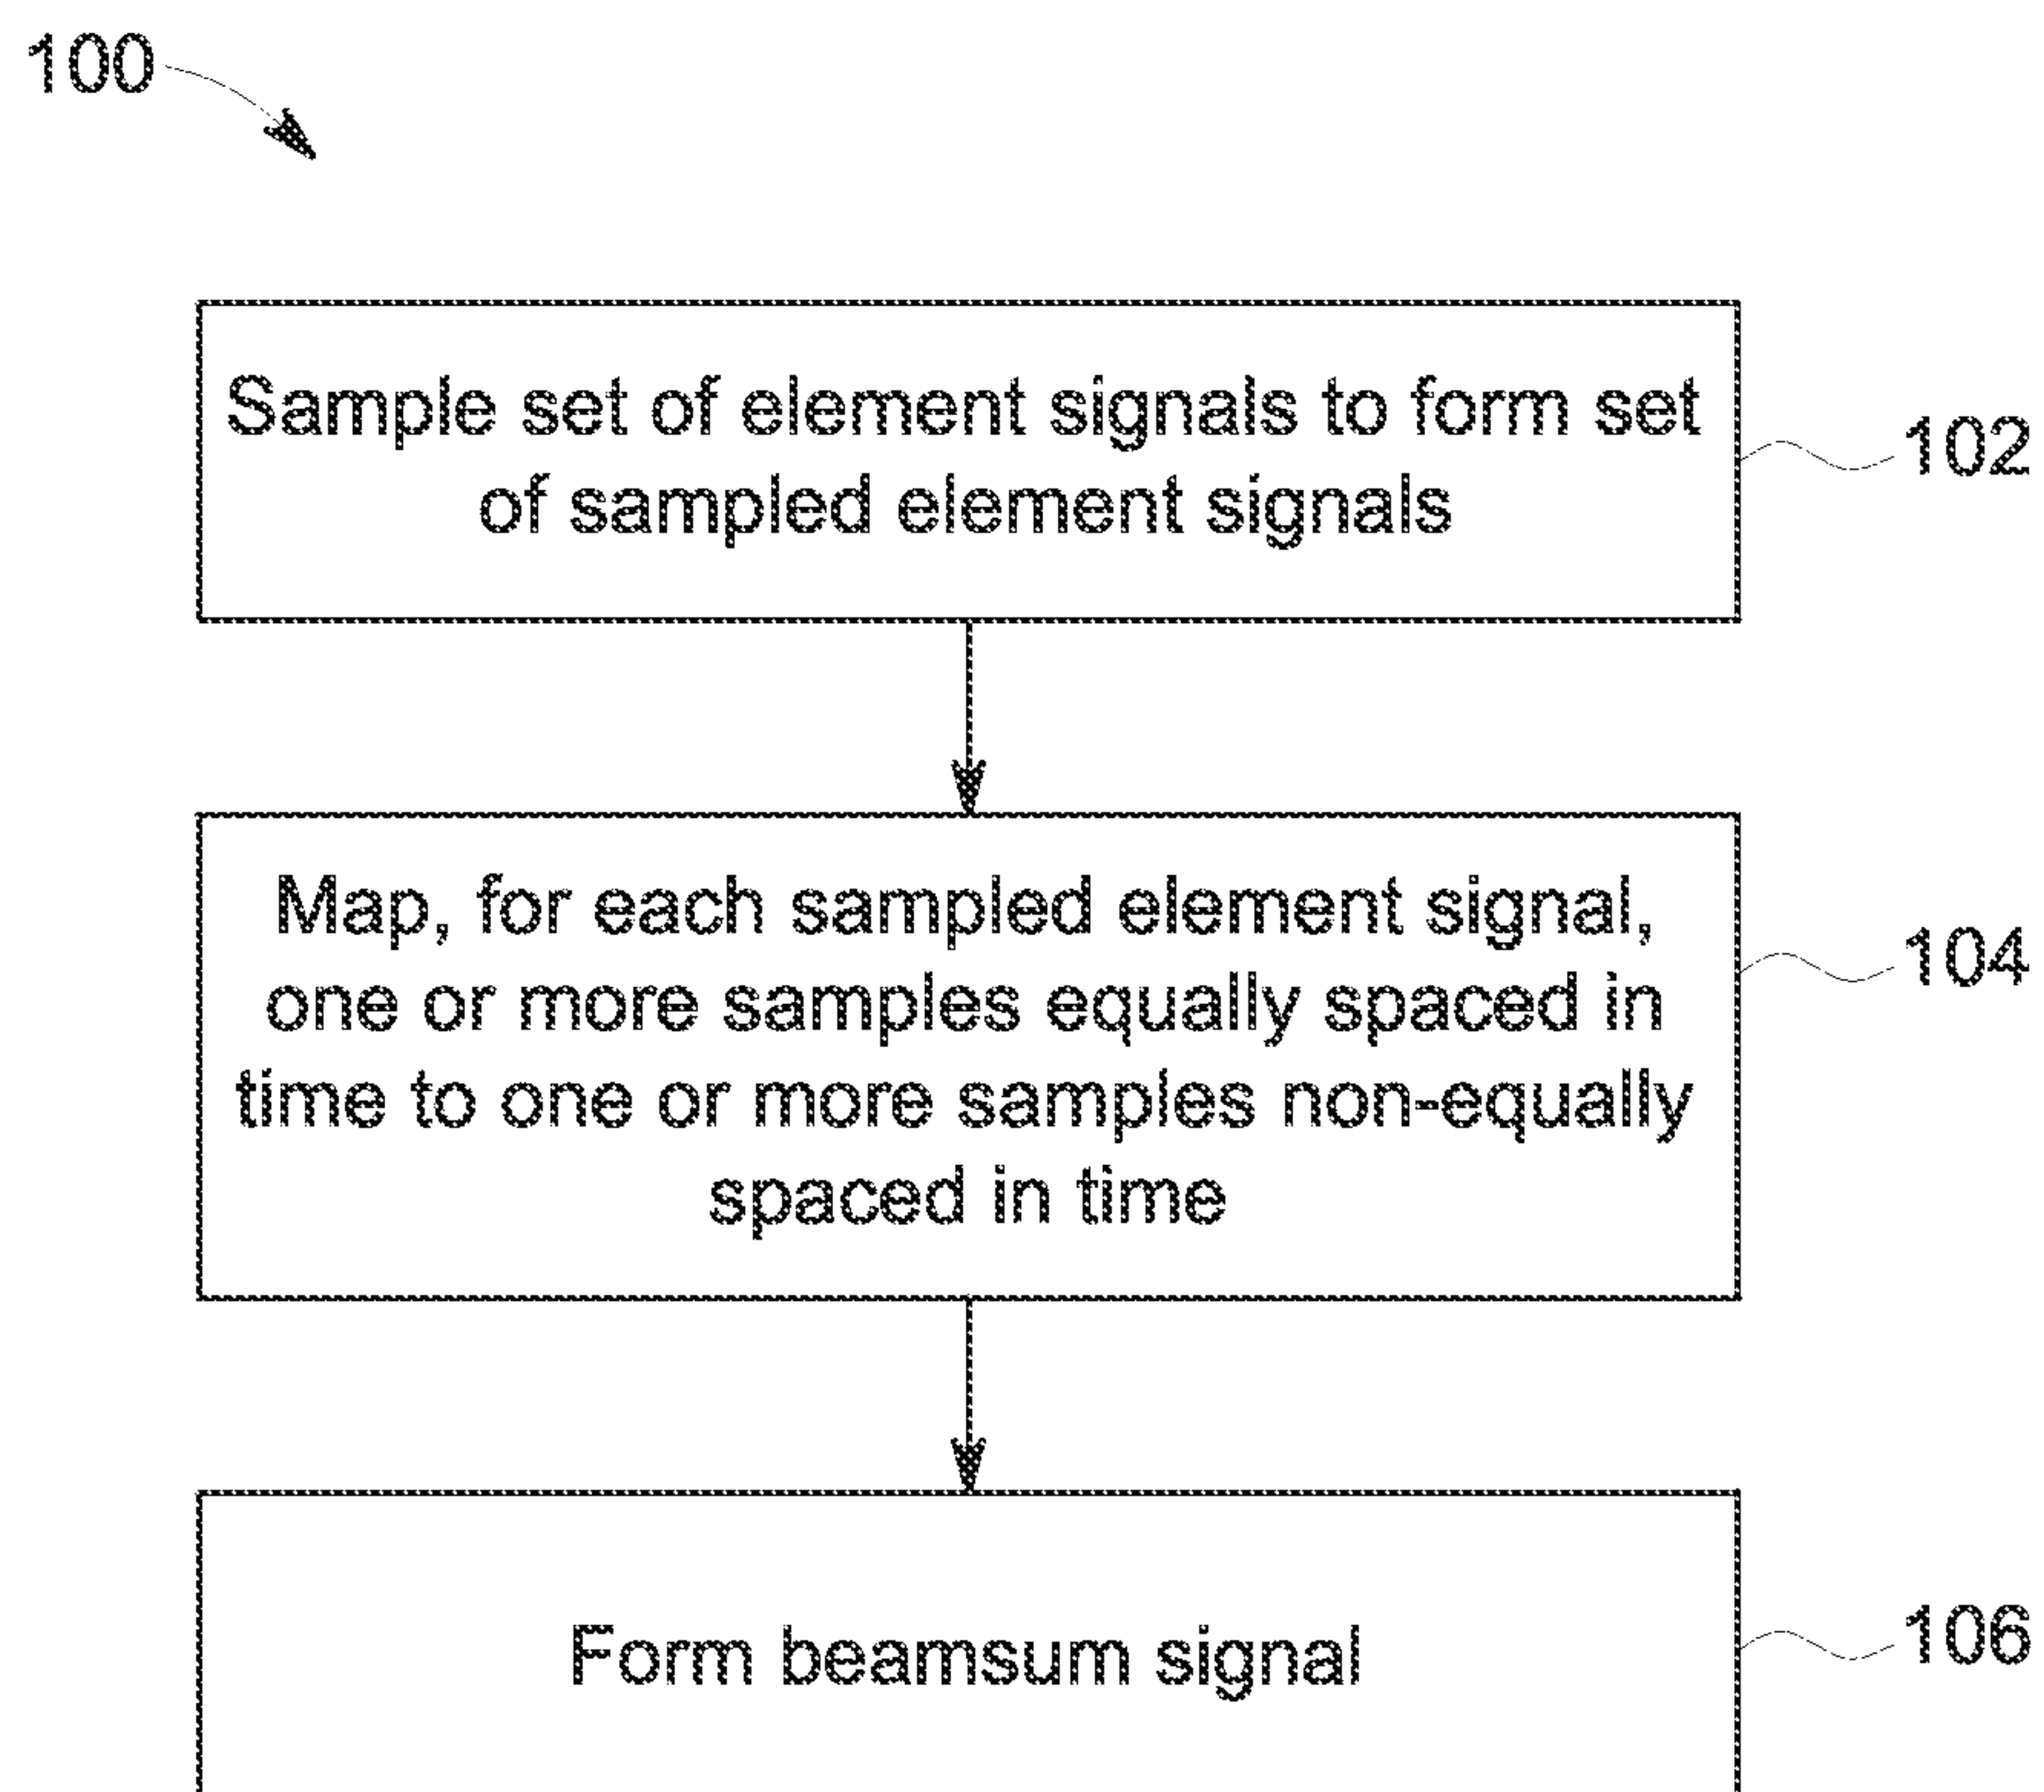 100
Sample set of element signals to form set
of sampled element signals
102
Map, for each sampled element signal,
one or more samples equally spaced in
time to one or more samples non-equally
spaced in time
104
Form beamsum signal
106